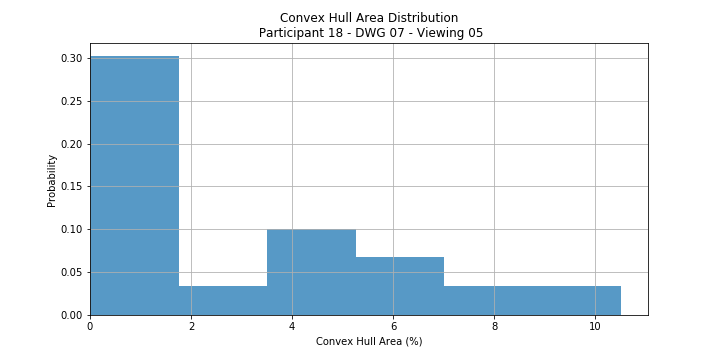 Convex Hull Area Distribution
Participant 18 - DWG 07 - Viewing 05
0.30
0.25
0.20
0.15
0.10
0.05
0.00
Probability
0 2 4 6 8 10
Convex Hull Area (%)